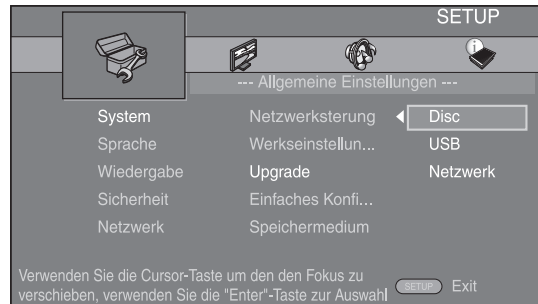 SETUP
--- Allgemeine Einstellungen ---
System Netzwerksterung Disc
Sprache Werkseinstellun... USB
Wiedergabe Upgrade Netzwerk
Sicherheit Einfaches Konfi...
Netzwerk Speichermedium
Verwenden Sie die Cursor-Taste um den den Fokus zu
verschieben, verwenden Sie die "Enter"-Taste zur Auswahl
SETUP Exit